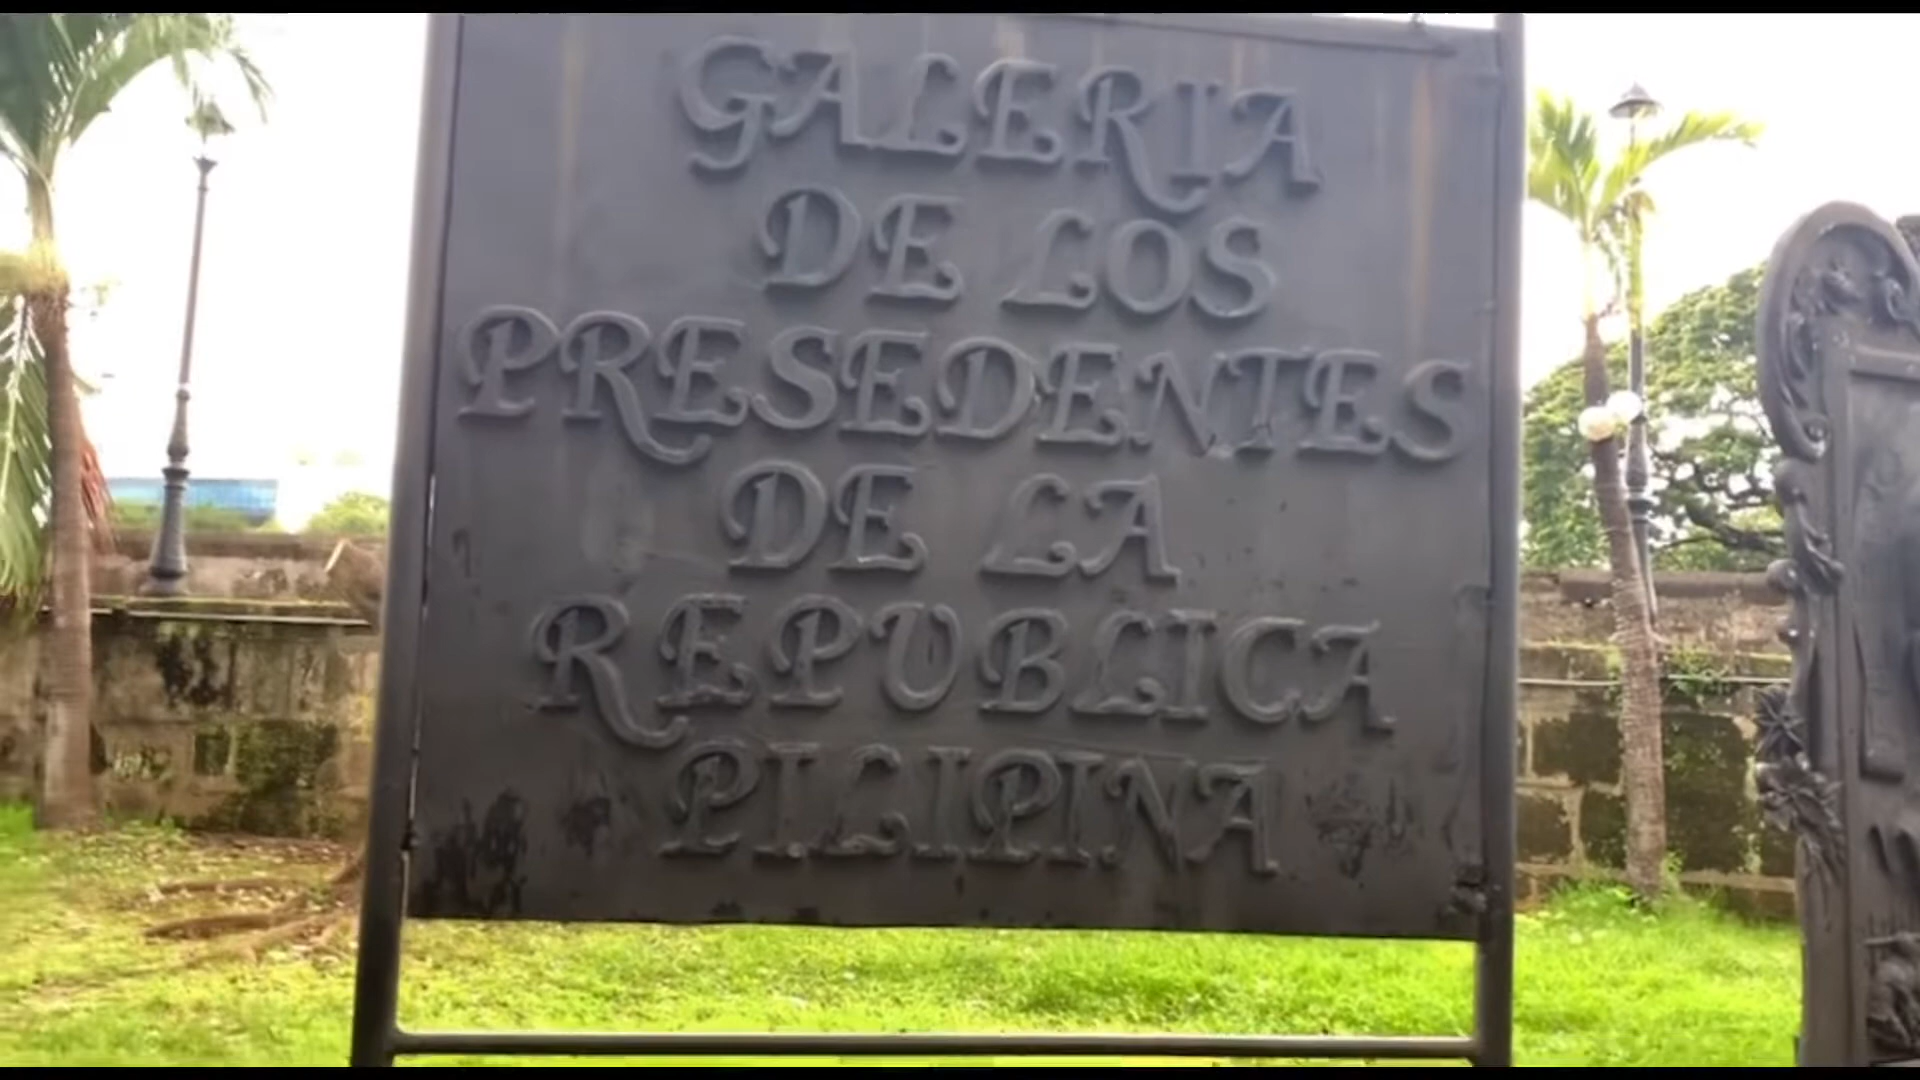 GALERIA
DE LOS
PRESEDENTES
DE LA
REPUBLICA
PILIPINA